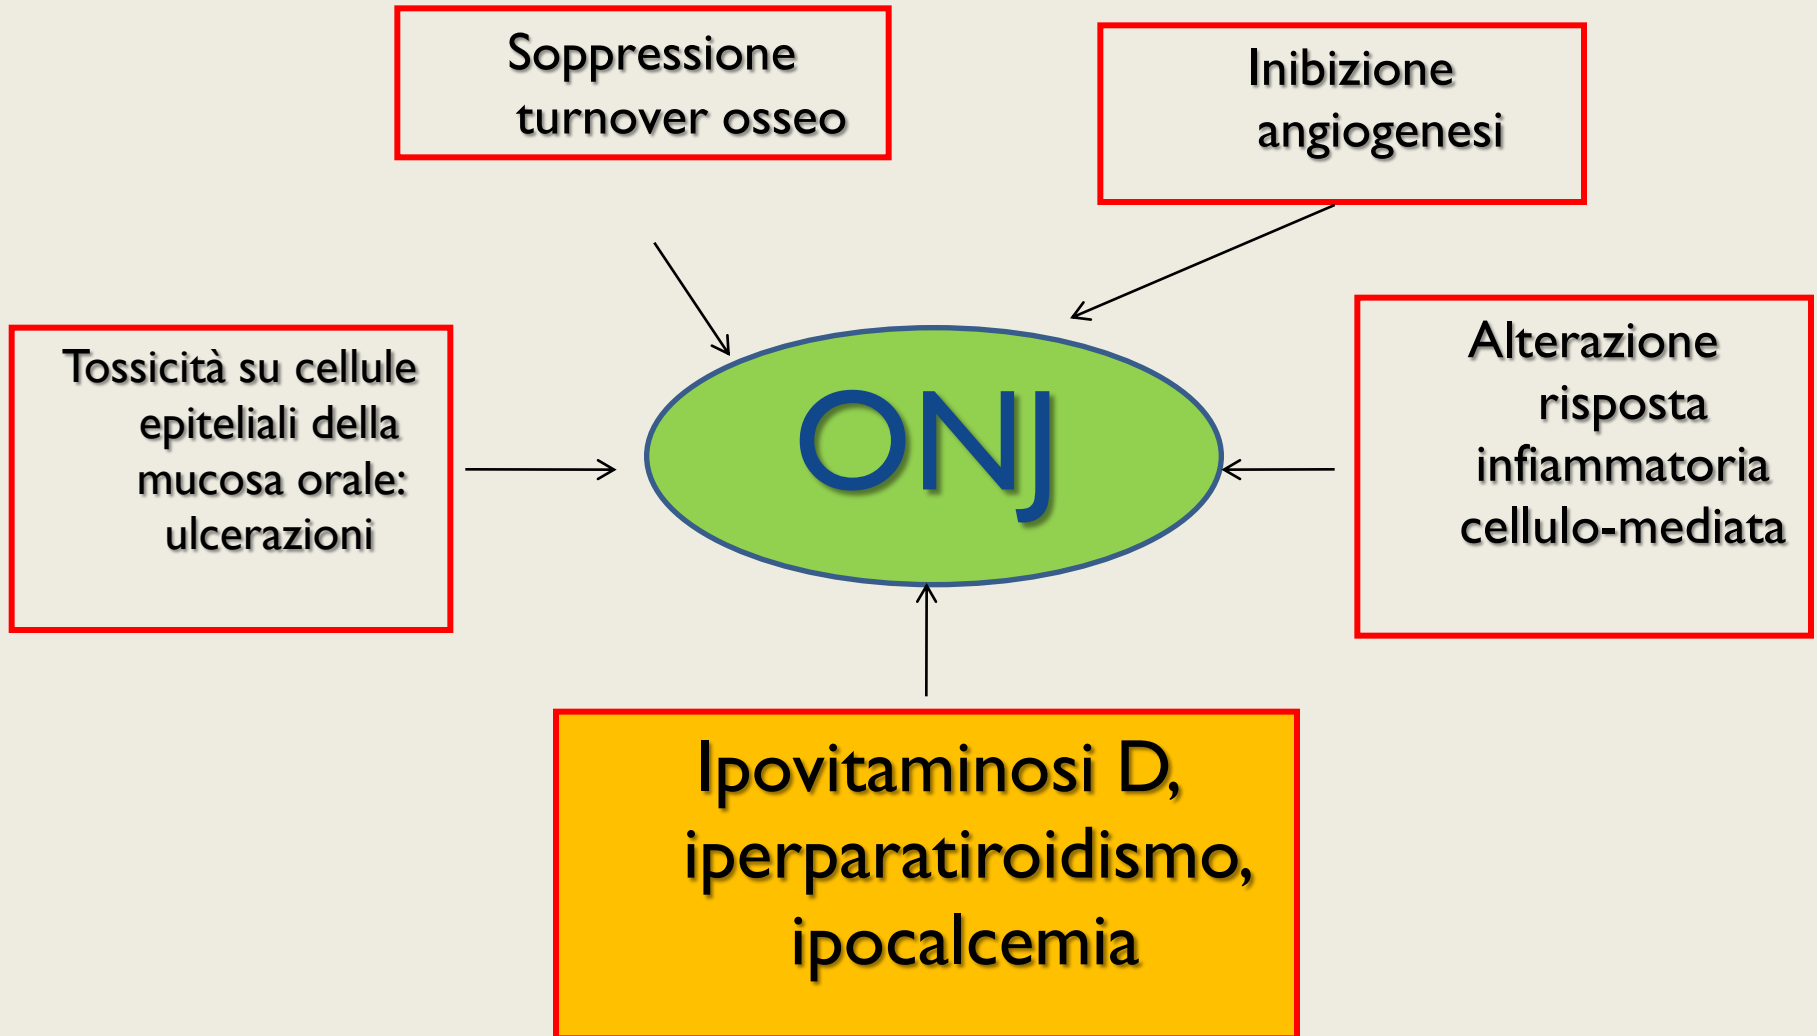 Soppressione
turnover osseo
Inibizione
angiogenesi
Tossicità su cellule
epiteliali della
mucosa orale:
ulcerazioni
ONJ
Alterazione
risposta
infiammatoria
cellulo-mediata
Ipovitaminosi D,
iperparatiroidismo,
ipocalcemia